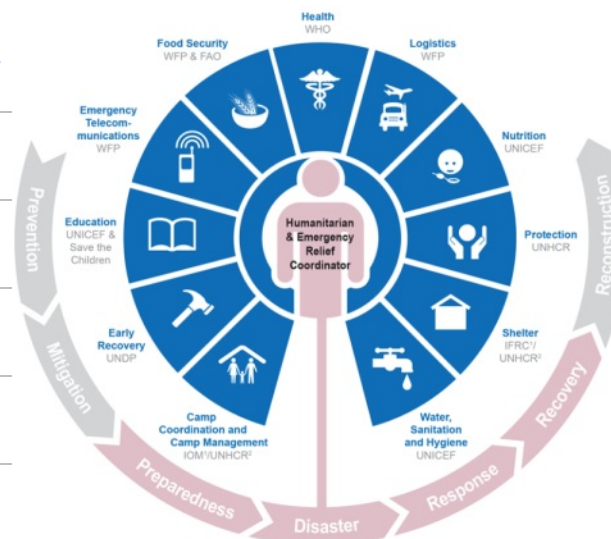 Health
WHO
Food Security
WFP & FAO
Logistics
WFP
Emergency
Telecom-
munications
WFP
Nutrition
UNICEF
Education
UNICEF &
Save the
Children
Humanitarian
& Emergency
Relief
Coordinator
Protection
UNHCR
Early
Recovery
UNDP
Shelter
IFRC¹/
UNHCR²
Camp
Coordination and
Camp Management
IOM¹/UNHCR²
Water,
Sanitation
and Hygiene
UNICEF
Prevention
Mitigation
Preparedness
Disaster
Response
Recovery
Reconstruction